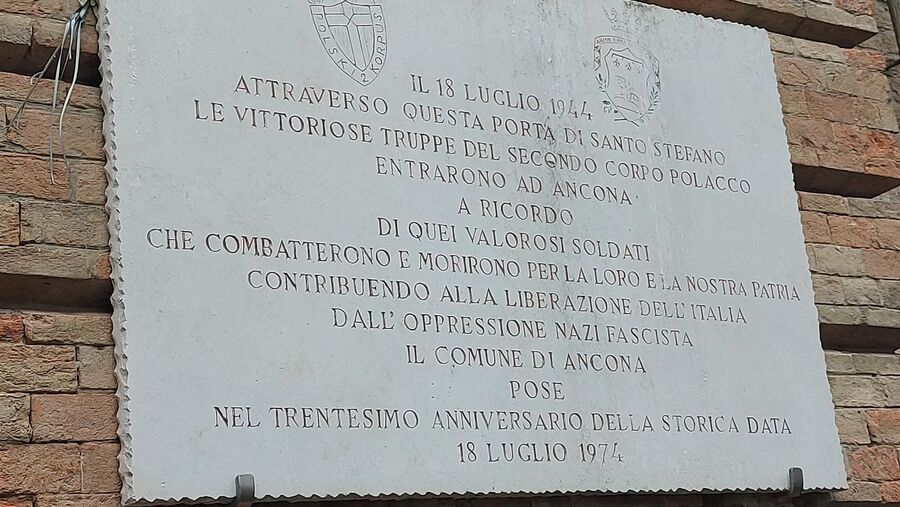 POLSKI 2 KORPUS
IL 18 LUGLIO 1944
ATTRAVERSO QUESTA PORTA DI SANTO STEFANO
LE VITTORIOSE TRUPPE DEL SECONDO CORPO POLACCO
ENTRARONO AD ANCONA
A RICORDO
DI QUEI VALOROSI SOLDATI
CHE COMBATTERONO E MORIRONO PER LA LORO E LA NOSTRA PATRIA
CONTRIBUENDO ALLA LIBERAZIONE DELL'ITALIA
DALL'OPPRESSIONE NAZI FASCISTA
IL COMUNE DI ANCONA
POSE
NEL TRENTESIMO ANNIVERSARIO DELLA STORICA DATA
18 LUGLIO 1974